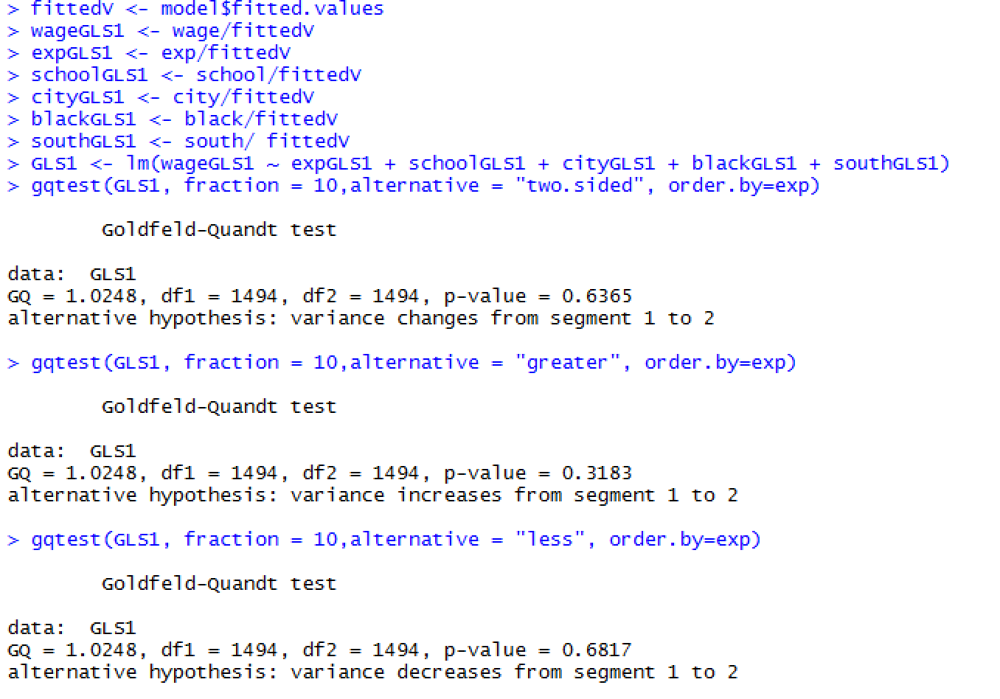 > fittedV <- model$fitted.values
> wageGLS1 <- wage/fittedV
> expGLS1 <- exp/fittedV
> schoolGLS1 <- school/fittedV
> cityGLS1 <- city/fittedV
> blackGLS1 <- black/fittedV
> southGLS1 <- south/ fittedV
> GLS1 <- lm(wageGLS1 ~ expGLS1 + schoolGLS1 + cityGLS1 + blackGLS1 + southGLS1)
> gqtest(GLS1, fraction = 10,alternative = "two.sided", order.by=exp)
Goldfeld-Quandt test
data:  GLS1
GQ = 1.0248, df1 = 1494, df2 = 1494, p-value = 0.6365
alternative hypothesis: variance changes from segment 1 to 2
> gqtest(GLS1, fraction = 10,alternative = "greater", order.by=exp)
Goldfeld-Quandt test
data:  GLS1
GQ = 1.0248, df1 = 1494, df2 = 1494, p-value = 0.3183
alternative hypothesis: variance increases from segment 1 to 2
> gqtest(GLS1, fraction = 10,alternative = "less", order.by=exp)
Goldfeld-Quandt test
data:  GLS1
GQ = 1.0248, df1 = 1494, df2 = 1494, p-value = 0.6817
alternative hypothesis: variance decreases from segment 1 to 2